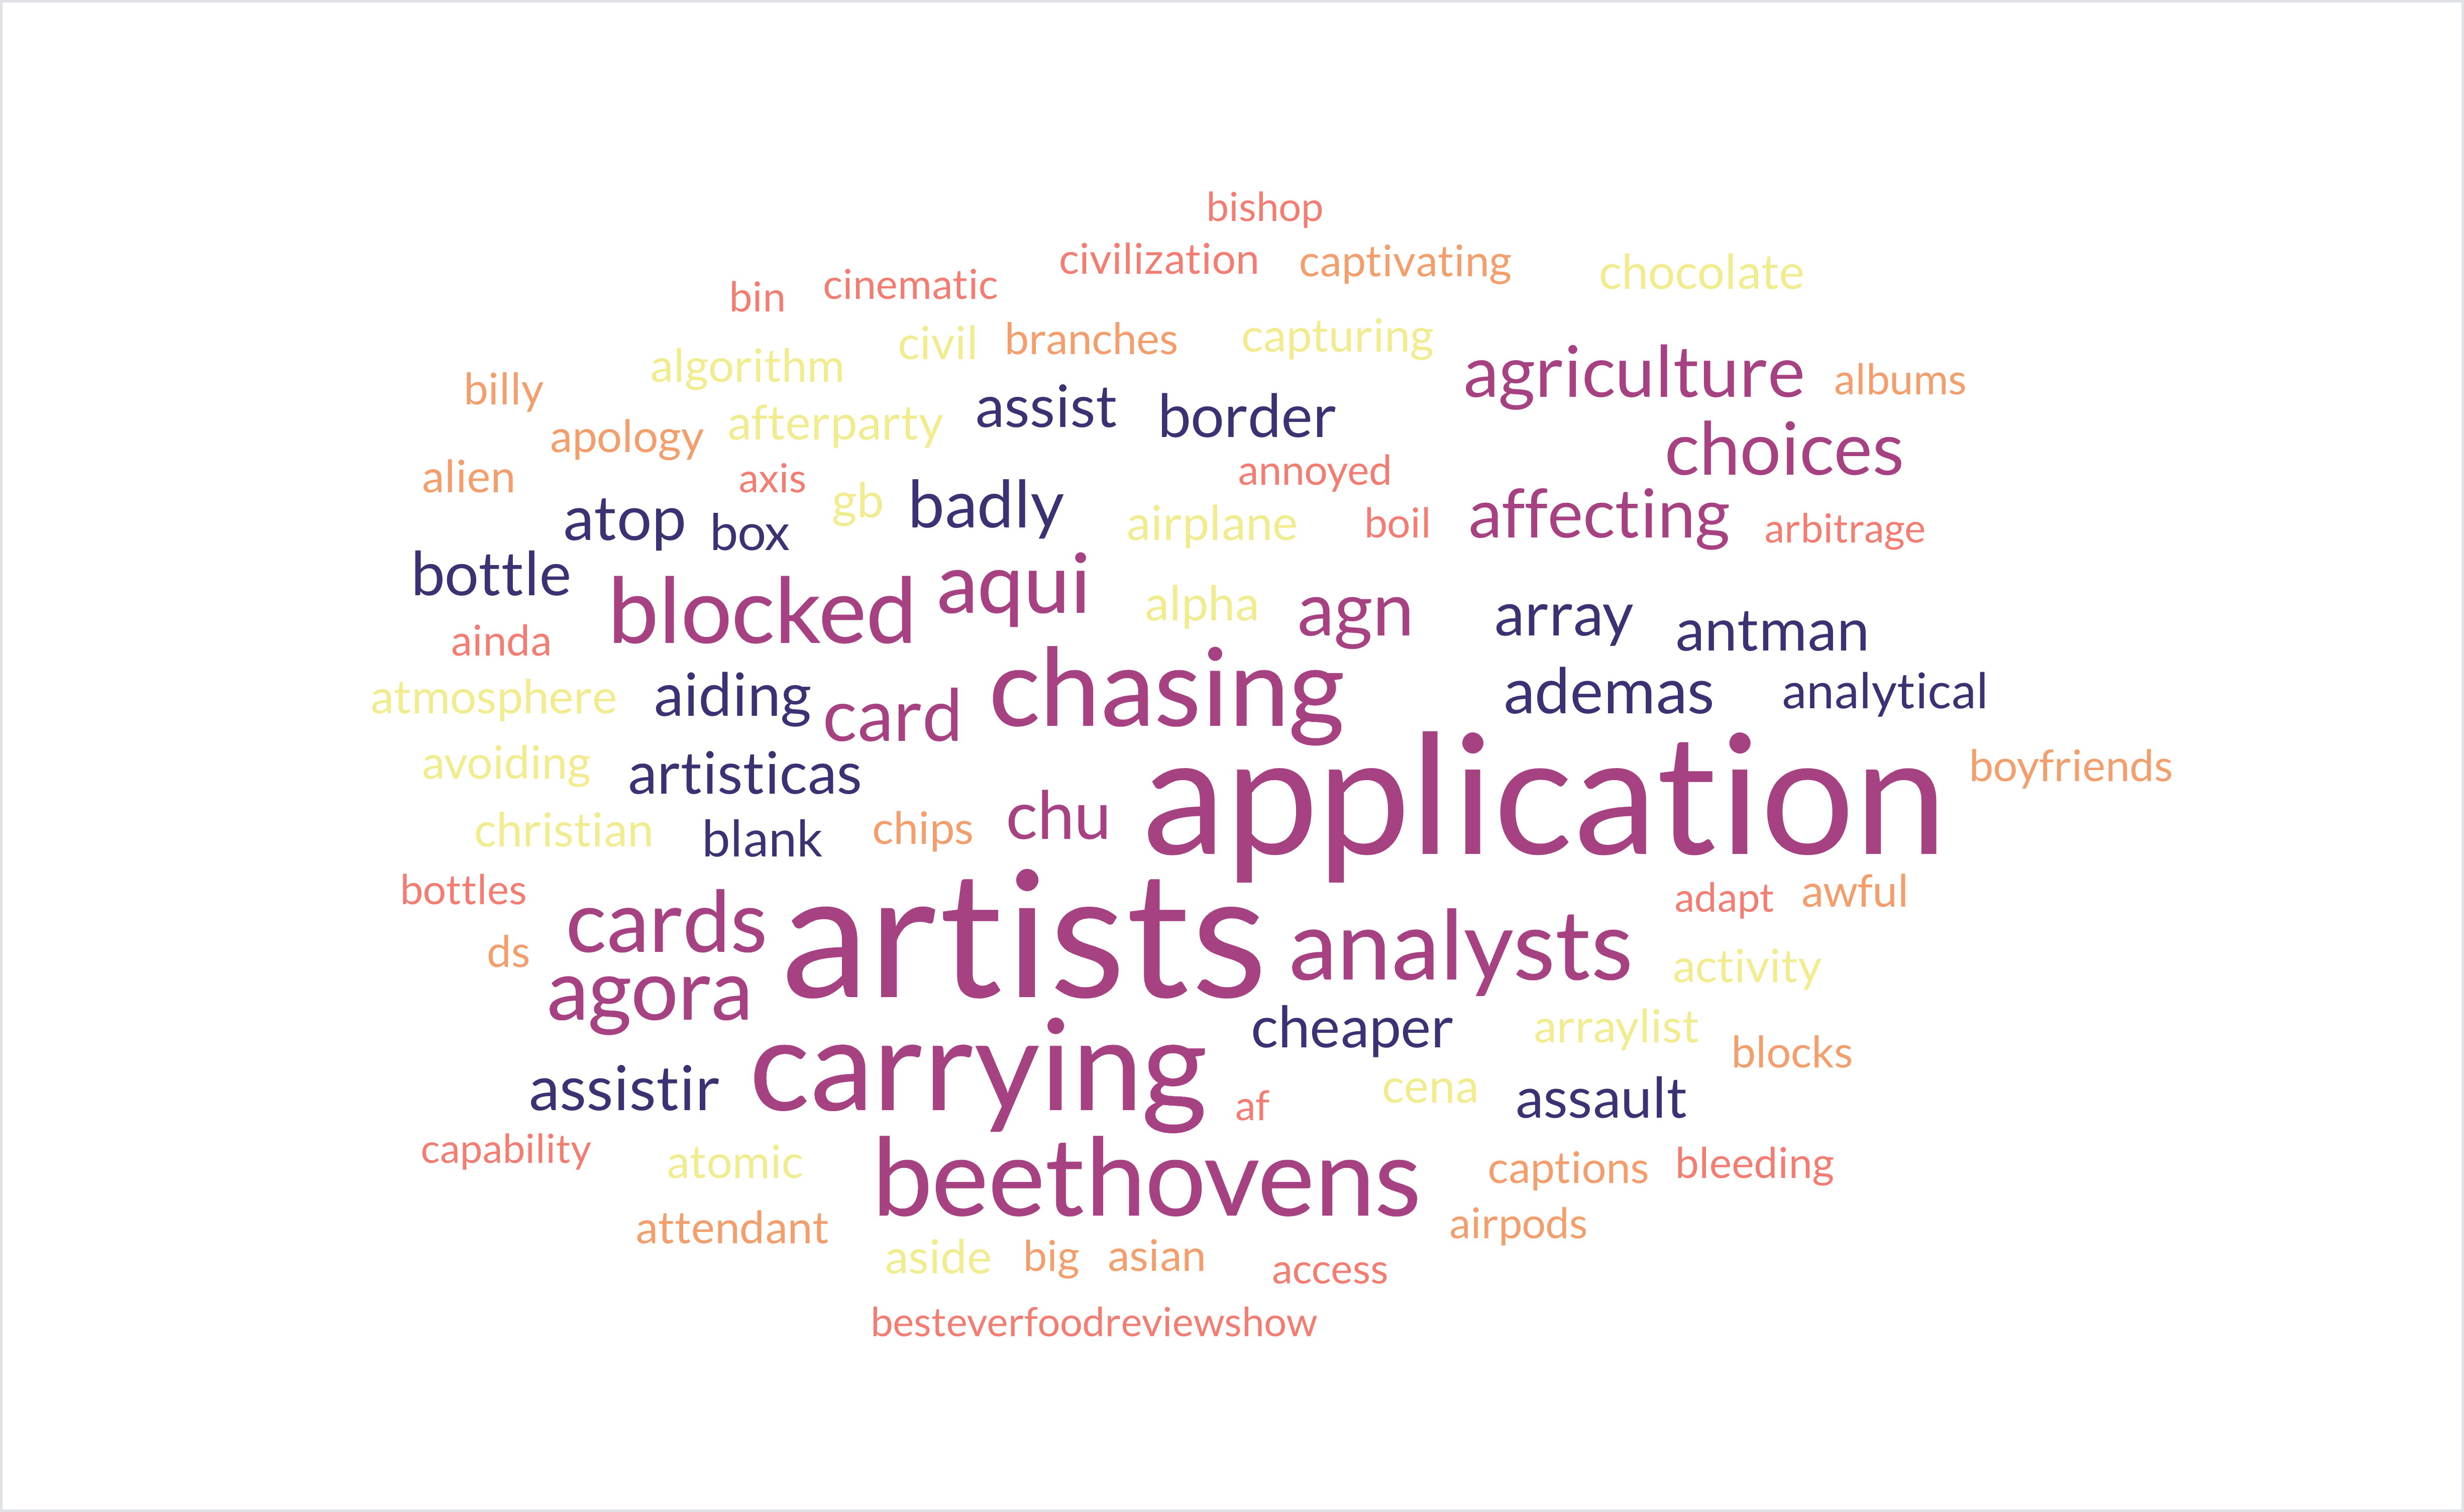 bishop
civilization captivating chocolate
bin cinematic
civil branches capturing
algorithm agriculture albums
billy afterparty assist border
apology choices
alien axis annoyed
atop box gb badly airplane boil affecting arbitrage
bottle blocked aqui alpha agn array antman
ainda
atmosphere aiding card chasing ademas analytical
avoiding artisticas application boyfriends
christian blank chips chu
bottles cards artists analysts adapt awful
ds activity
agora cheaper arraylist blocks
assistir carrying af cena assault
capability atomic beethovens captions bleeding
attendant airpods
aside big asian access
besteverfoodreviewshow